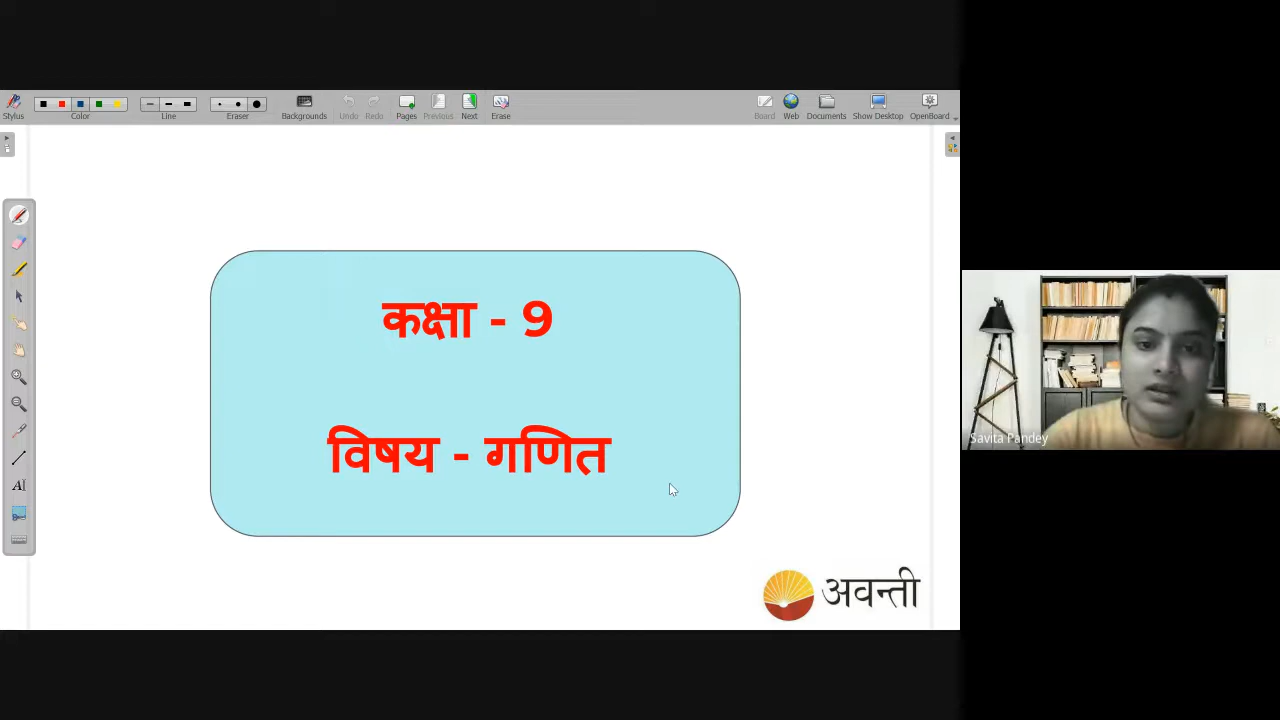 Stylus
Color
Line
Eraser
Backgrounds
Undo
Redo
Pages
Previous
Next
Erase
Board
Web
Documents
Show Desktop
OpenBoard
कक्षा - 9
विषय - गणित
अवन्ती
Savita Pandey